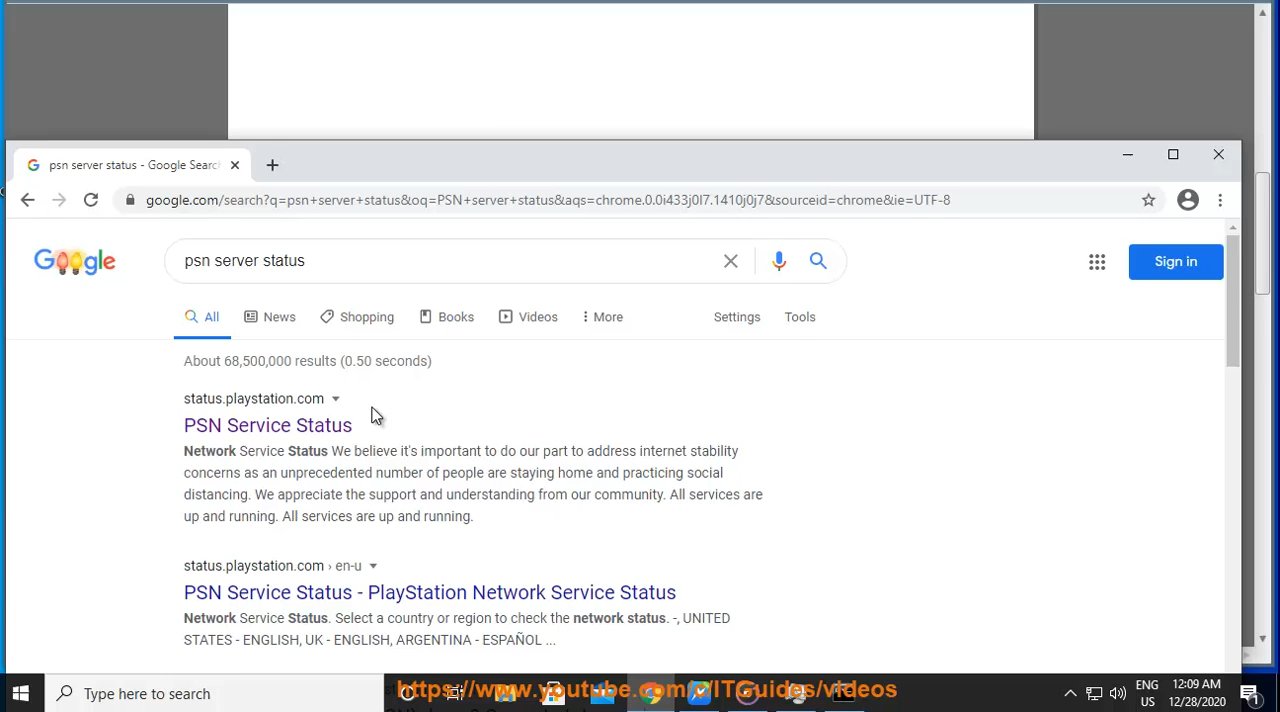 psn server status - Google Searc
google.com/search?q=psn+server+status&oq=PSN+server+status&aqs=chrome.0.0i433j0l7.1410j0j7&sourceid=chrome&ie=UTF-8
Google
psn server status
Sign in
All News Shopping Books Videos More Settings Tools
About 68,500,000 results (0.50 seconds)
status.playstation.com
PSN Service Status
Network Service Status We believe it's important to do our part to address internet stability
concerns as an unprecedented number of people are staying home and practicing social
distancing. We appreciate the support and understanding from our community. All services are
up and running. All services are up and running.
status.playstation.com › en-u
PSN Service Status - PlayStation Network Service Status
Network Service Status. Select a country or region to check the network status. -, UNITED
STATES - ENGLISH, UK - ENGLISH, ARGENTINA - ESPAÑOL ...
Type here to search
https://www.youtube.com/c/ITGuides/videos
ENG
US
12:09 AM
12/28/2020
1